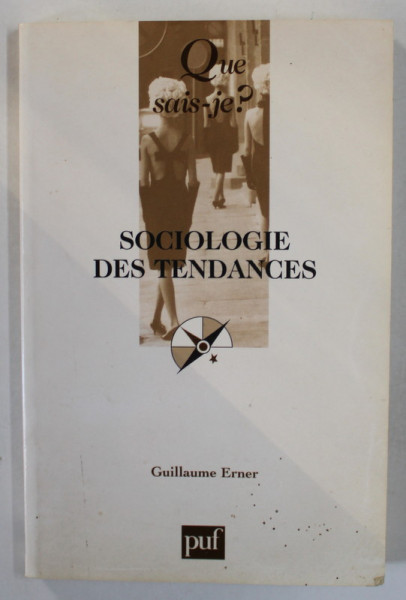 Que
sais-je?
SOCIOLOGIE
DES TENDANCES
Guillaume Erner
puf